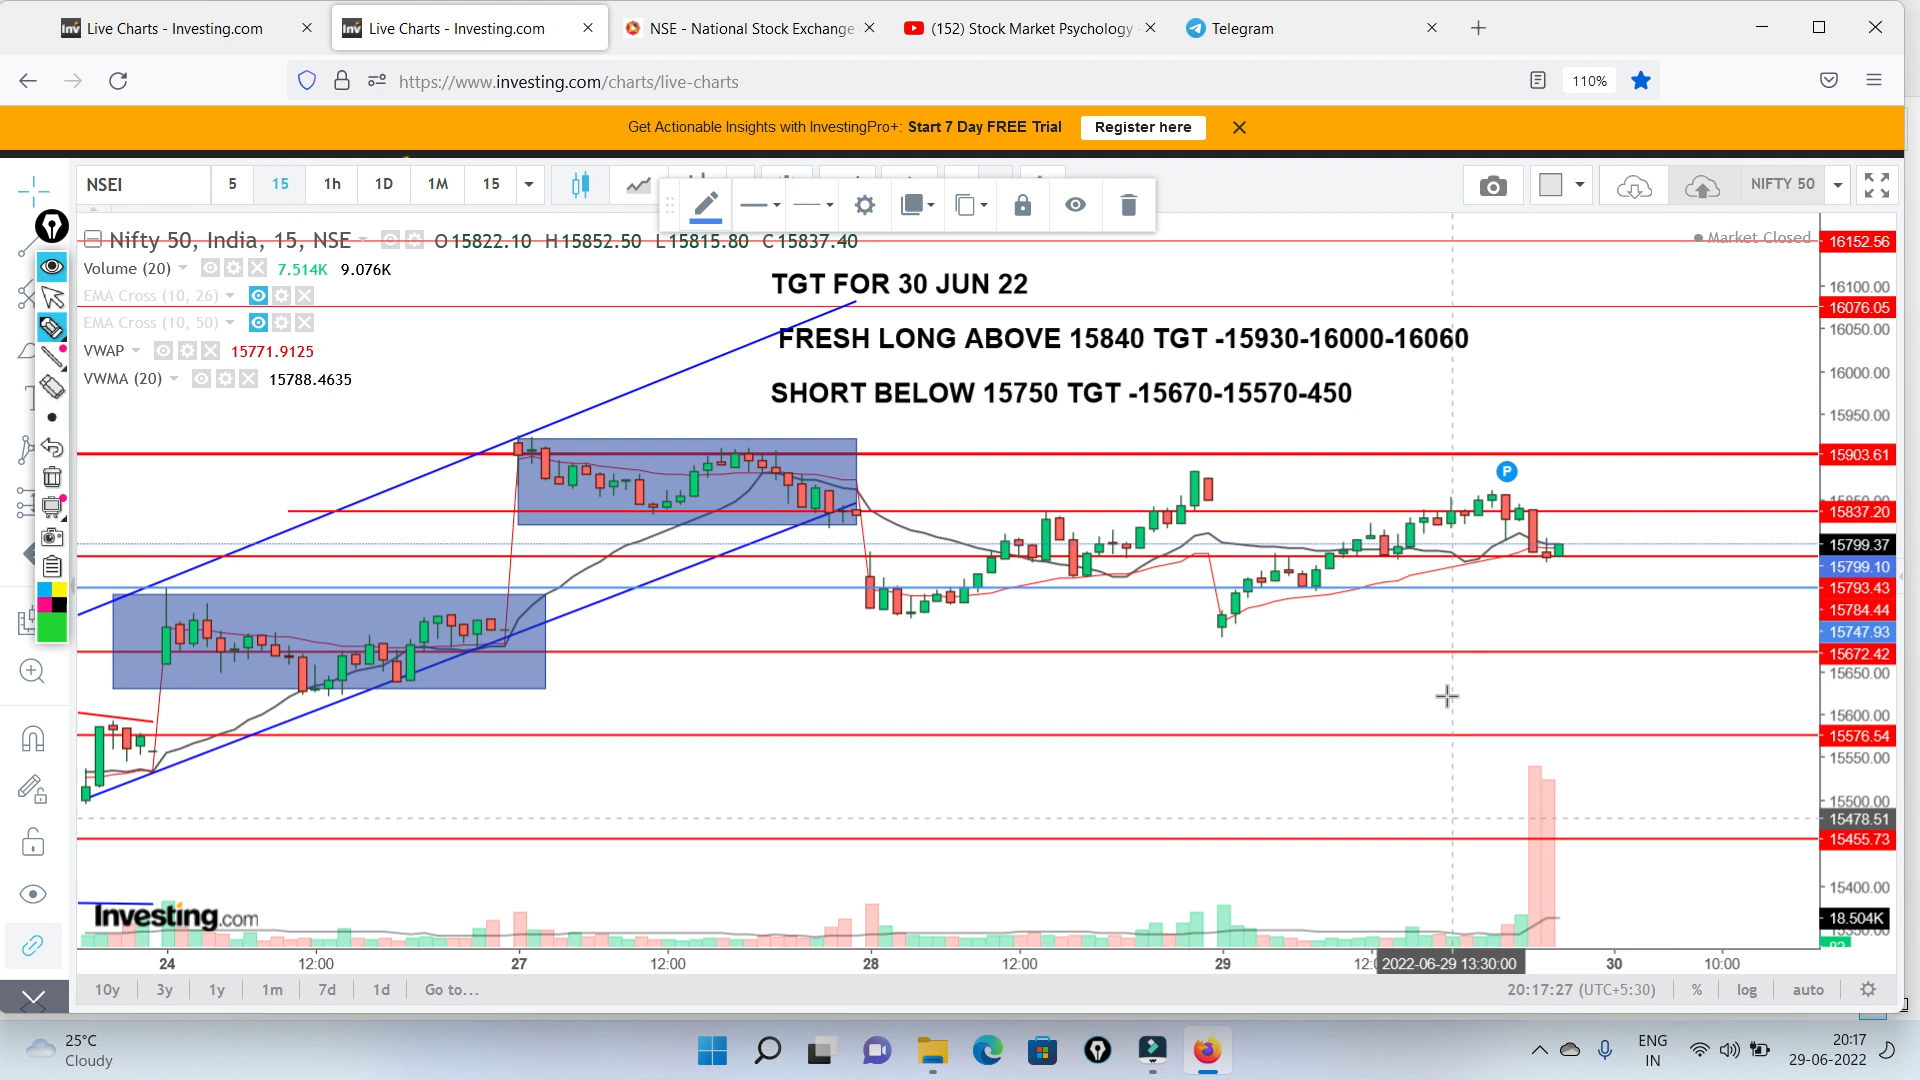 Live Charts - Investing.com
Live Charts - Investing.com
NSE - National Stock Exchange
(152) Stock Market Psychology
Telegram
https://www.investing.com/charts/live-charts
110%
Get Actionable Insights with InvestingPro+: Start 7 Day FREE Trial
Register here
NSEI
5
15
1h
1D
1M
15
NIFTY 50
Nifty 50, India, 15, NSE
O15822.10 H15852.50 L15815.80 C15837.40
Market Closed
Volume (20)
7.514K 9.076K
EMA Cross (10, 26)
EMA Cross (10, 50)
VWAP
15771.9125
VWMA (20)
15788.4635
TGT FOR 30 JUN 22
FRESH LONG ABOVE 15840 TGT -15930-16000-16060
SHORT BELOW 15750 TGT -15670-15570-450
P
16152.56
16100.00
16076.05
16050.00
16000.00
15950.00
15903.61
15850.00
15837.20
15799.37
15799.10
15793.43
15784.44
15747.93
15672.42
15650.00
15600.00
15576.54
15550.00
15500.00
15478.51
15455.73
15400.00
18.504K
Investing.com
24
12:00
27
12:00
28
12:00
29
2022-06-29 13:30:00
30
10:00
10y
3y
1y
1m
7d
1d
Go to...
20:17:27 (UTC+5:30)
%
log
auto
25°C
Cloudy
ENG
IN
20:17
29-06-2022